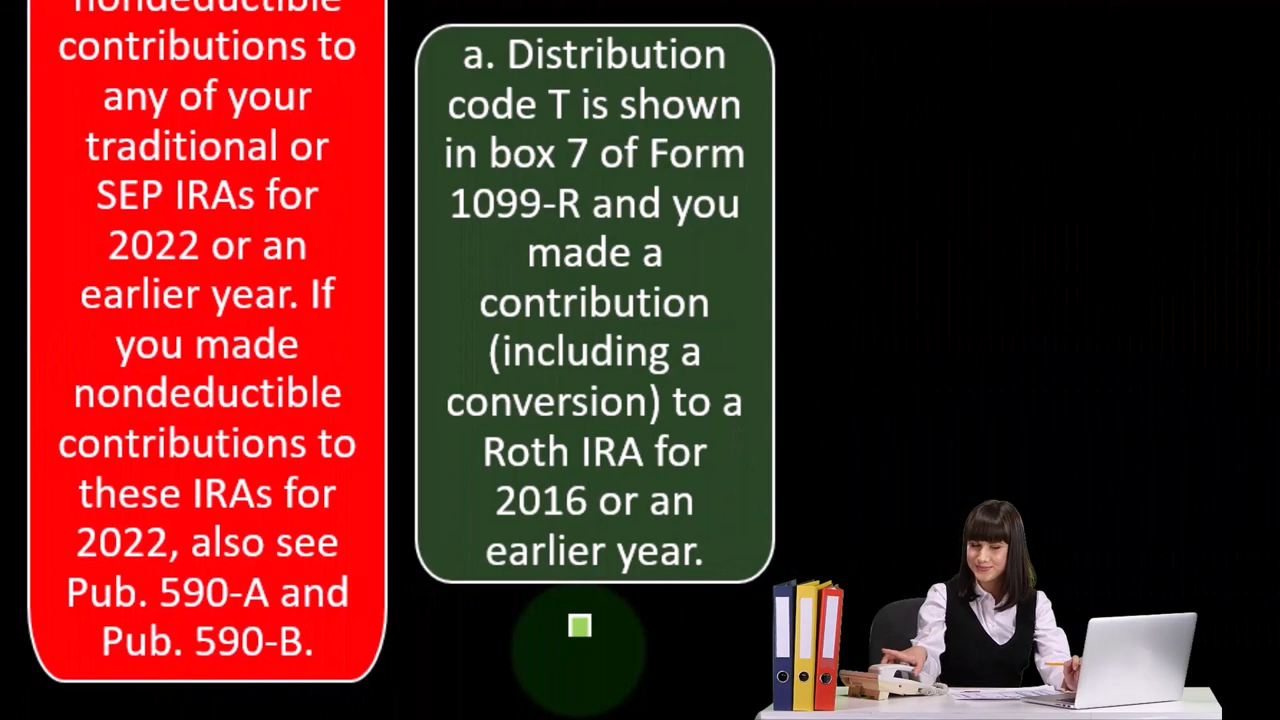 nondeductible
contributions to
any of your
traditional or
SEP IRAs for
2022 or an
earlier year. If
you made
nondeductible
contributions to
these IRAs for
2022, also see
Pub. 590-A and
Pub. 590-B.
a. Distribution
code T is shown
in box 7 of Form
1099-R and you
made a
contribution
(including a
conversion) to a
Roth IRA for
2016 or an
earlier year.